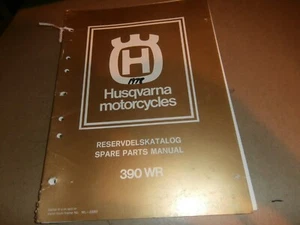 H
Husqvarna
motorcycles
RESERVDELSKATALOG
SPARE PARTS MANUAL
390 WR